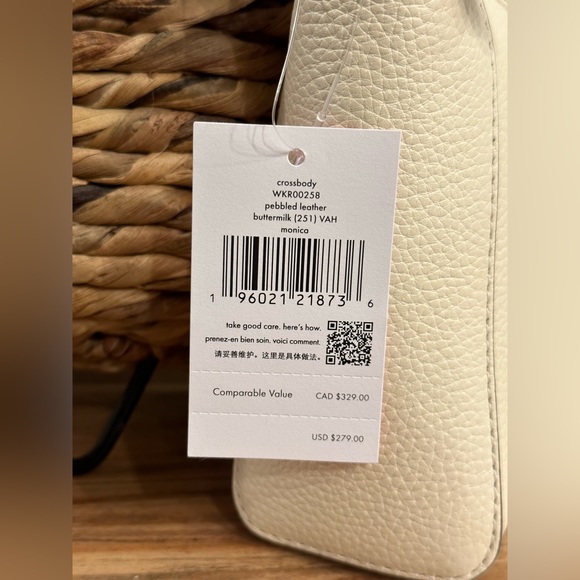 crossbody
WKR00258
pebbled leather
buttermilk (251) VAH
monica
1 96021 21873 6
take good care. here's how.
prenez-en bien soin. voici comment.
请妥善维护。这里是具体做法。
Comparable Value CAD $329.00
USD $279.00